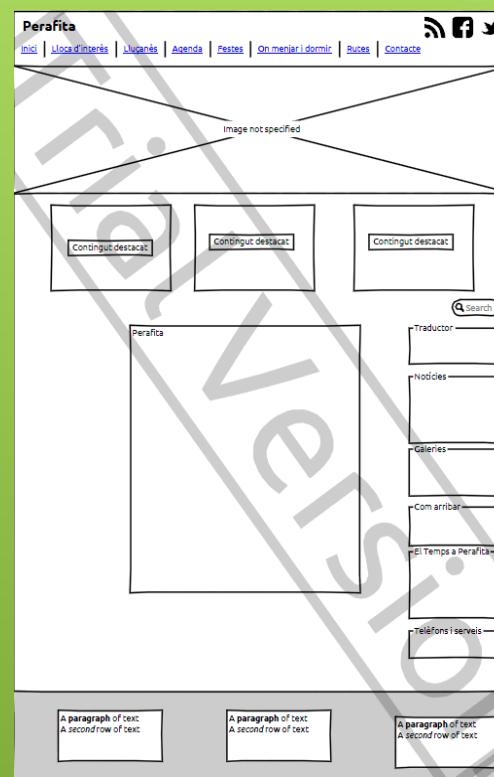 Perafita
Inici Llocs d'interès Lluçanès Agenda Festes On menjar i dormir Rutes Contacte
Image not specified
Contingut destacat Contingut destacat Contingut destacat
Search
Perafita
Traductor
Notícies
Galeries
Com arribar
El Temps a Perafita
Telèfons i serveis
A paragraph of text
A second row of text
A paragraph of text
A second row of text
A paragraph of text
A second row of text
Trial Version